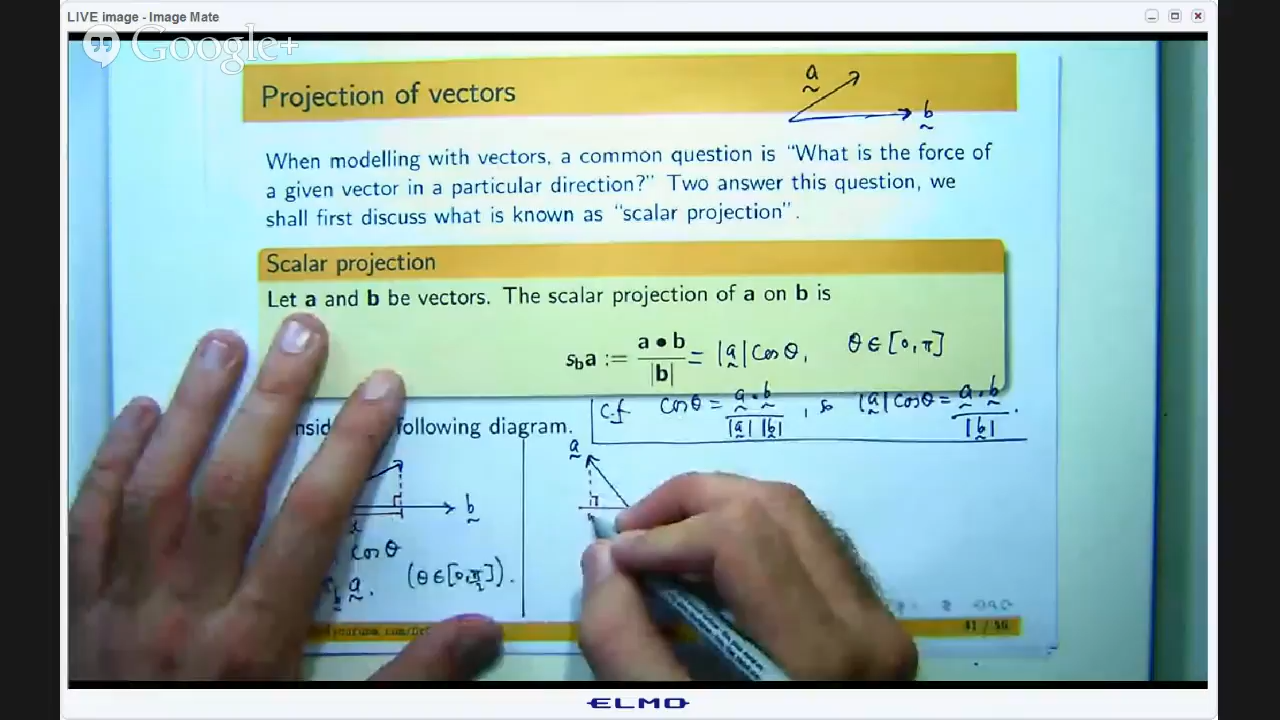 LIVE image - Image Mate
Google+
Projection of vectors
a
b
When modelling with vectors, a common question is "What is the force of
a given vector in a particular direction?" Two answer this question, we
shall first discuss what is known as "scalar projection".
Scalar projection
Let a and b be vectors. The scalar projection of a on b is
s_b a := a • b / |b| = |a| cos θ, θ ∈ [0, π]
c.f cos θ = a · b / |a| |b| , so |a| cos θ = a · b / |b| .
following diagram.
a
b
cos θ
b a. (θ ∈ [0, π/2]).
41 / 50
ELMO